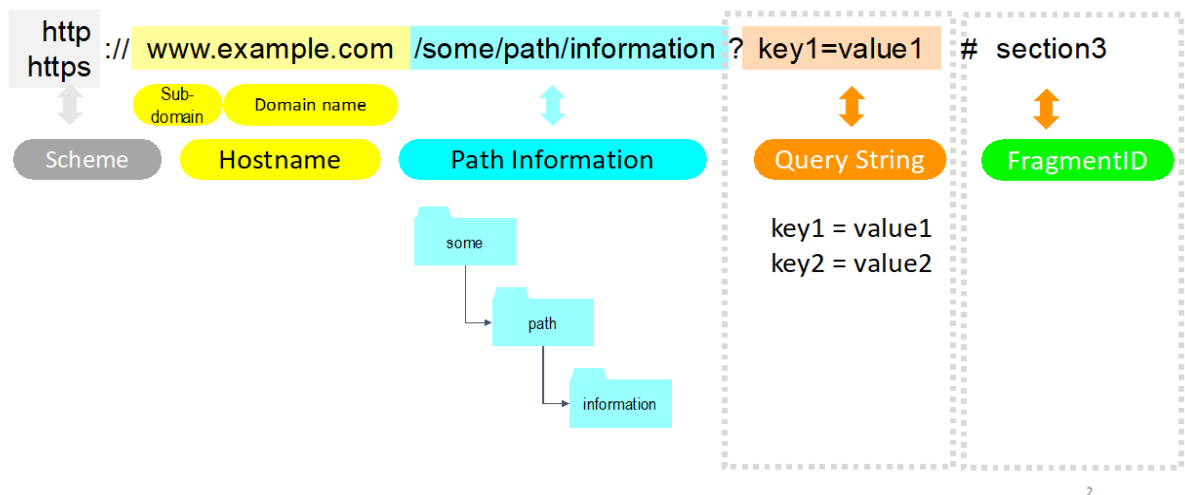 http
https :// www.example.com /some/path/information ? key1=value1 # section3
Sub-
domain
Domain name
Scheme
Hostname
Path Information
Query String
FragmentID
key1 = value1
key2 = value2
some
path
information
2